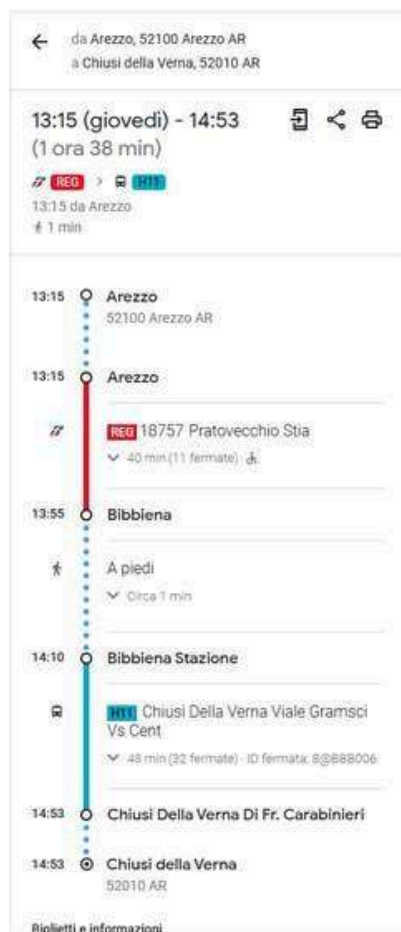 da Arezzo, 52100 Arezzo AR
a Chiusi della Verna, 52010 AR
13:15 (giovedì) - 14:53
(1 ora 38 min)
REG > H11
13:15 da Arezzo
1 min
13:15 Arezzo
52100 Arezzo AR
13:15 Arezzo
REG 18757 Pratovecchio Stia
40 min (11 fermate)
13:55 Bibbiena
A piedi
Circa 1 min
14:10 Bibbiena Stazione
H11 Chiusi Della Verna Viale Gramsci
Vs Cent
43 min (32 fermate) · ID fermata:
14:53 Chiusi Della Verna Di Fr. Carabinieri
14:53 Chiusi della Verna
52010 AR
Biglietti e informazioni